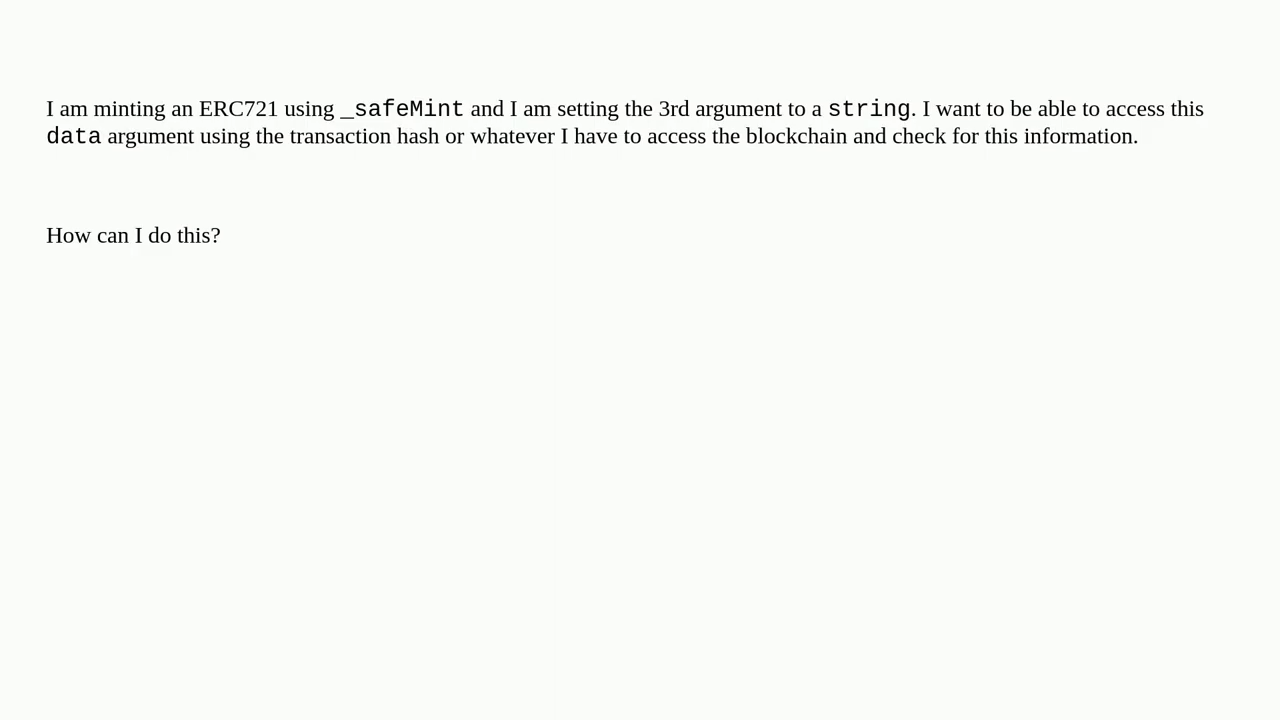 I am minting an ERC721 using _safeMint and I am setting the 3rd argument to a string. I want to be able to access this
data argument using the transaction hash or whatever I have to access the blockchain and check for this information.
How can I do this?